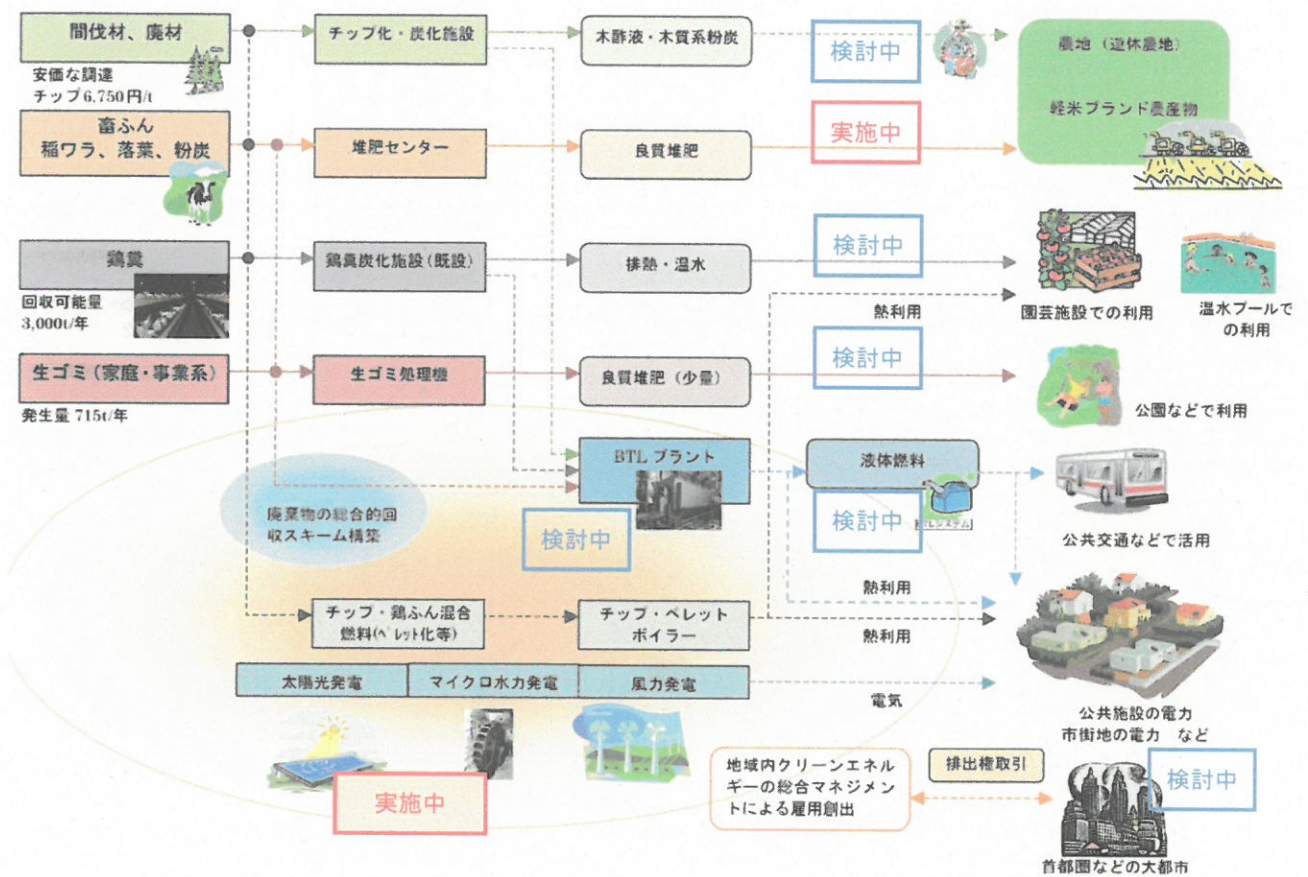 間伐材、廃材
チップ化・炭化施設
木酢液・木質系粉炭
検討中
農地（遊休農地）
軽米ブランド農産物
安価な調達
チップ6,750円/t
畜ふん
稲ワラ、落葉、粉炭
堆肥センター
良質堆肥
実施中
鶏糞
鶏糞炭化施設(既設)
排熱・温水
検討中
回収可能量
3,000t/年
熱利用
園芸施設での利用
温水プールで
の利用
生ゴミ（家庭・事業系）
生ゴミ処理機
良質堆肥（少量）
検討中
発生量 715t/年
公園などで利用
BTL プラント
液体燃料
廃棄物の総合的回
収スキーム構築
検討中
検討中
BTLシステム
公共交通などで活用
熱利用
チップ・鶏ふん混合
燃料(ペレット化等)
チップ・ペレット
ボイラー
熱利用
太陽光発電
マイクロ水力発電
風力発電
電気
公共施設の電力
市街地の電力　など
実施中
地域内クリーンエネル
ギーの総合マネジメン
トによる雇用創出
排出権取引
検討中
首都圏などの大都市